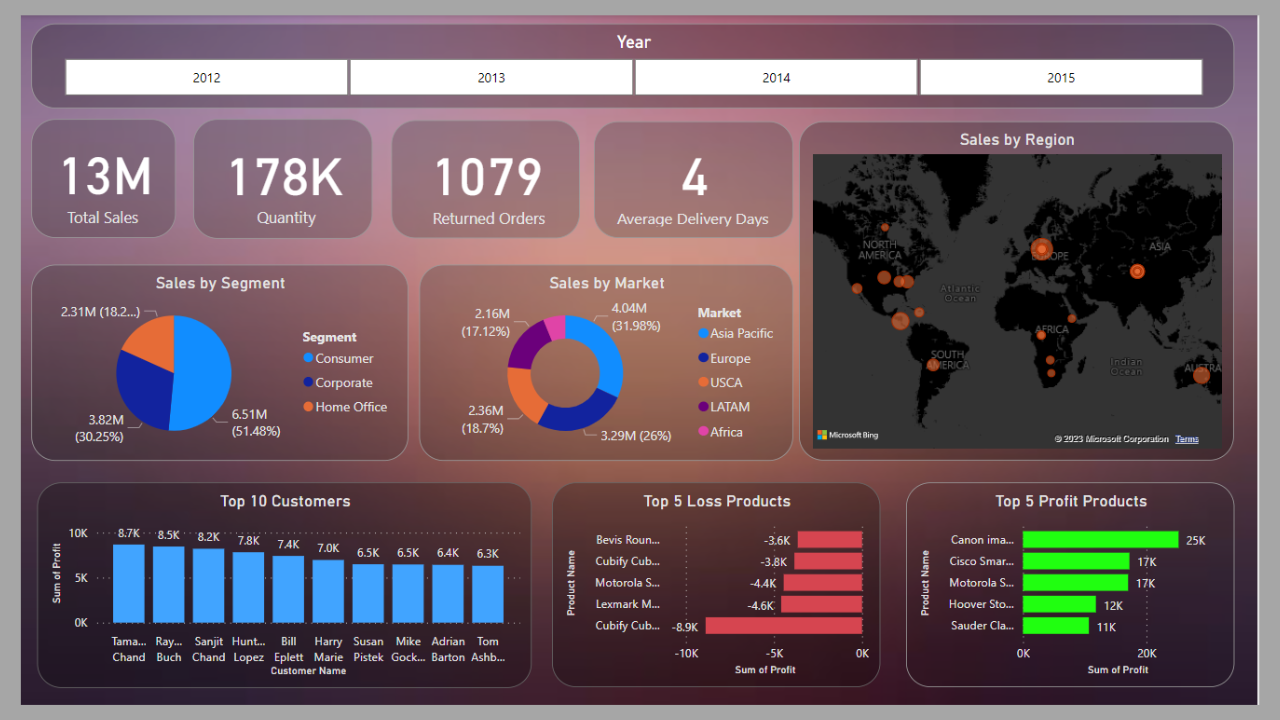 Year
2012
2013
2014
2015
13M
Total Sales
178K
Quantity
1079
Returned Orders
4
Average Delivery Days
Sales by Region
NORTH
AMERICA
EUROPE
ASIA
Atlantic
Ocean
AFRICA
SOUTH
AMERICA
Indian
Ocean
AUSTRA
Microsoft Bing
© 2023 Microsoft Corporation Terms
Sales by Segment
2.31M (18.2...)
3.82M
(30.25%)
6.51M
(51.48%)
Segment
Consumer
Corporate
Home Office
Sales by Market
2.16M
(17.12%)
4.04M
(31.98%)
2.36M
(18.7%)
3.29M (26%)
Market
Asia Pacific
Europe
USCA
LATAM
Africa
Top 10 Customers
Sum of Profit
10K
5K
0K
8.7K
8.5K
8.2K
7.8K
7.4K
7.0K
6.5K
6.5K
6.4K
6.3K
Tama...
Chand
Ray...
Buch
Sanjit
Chand
Hunt...
Lopez
Bill
Eplett
Harry
Marie
Susan
Pistek
Mike
Gock...
Adrian
Barton
Tom
Ashb...
Customer Name
Top 5 Loss Products
Product Name
Bevis Roun... -3.6K
Cubify Cub... -3.8K
Motorola S... -4.4K
Lexmark M... -4.6K
Cubify Cub... -8.9K
-10K -5K 0K
Sum of Profit
Top 5 Profit Products
Product Name
Canon ima... 25K
Cisco Smar... 17K
Motorola S... 17K
Hoover Sto... 12K
Sauder Cla... 11K
0K 20K
Sum of Profit